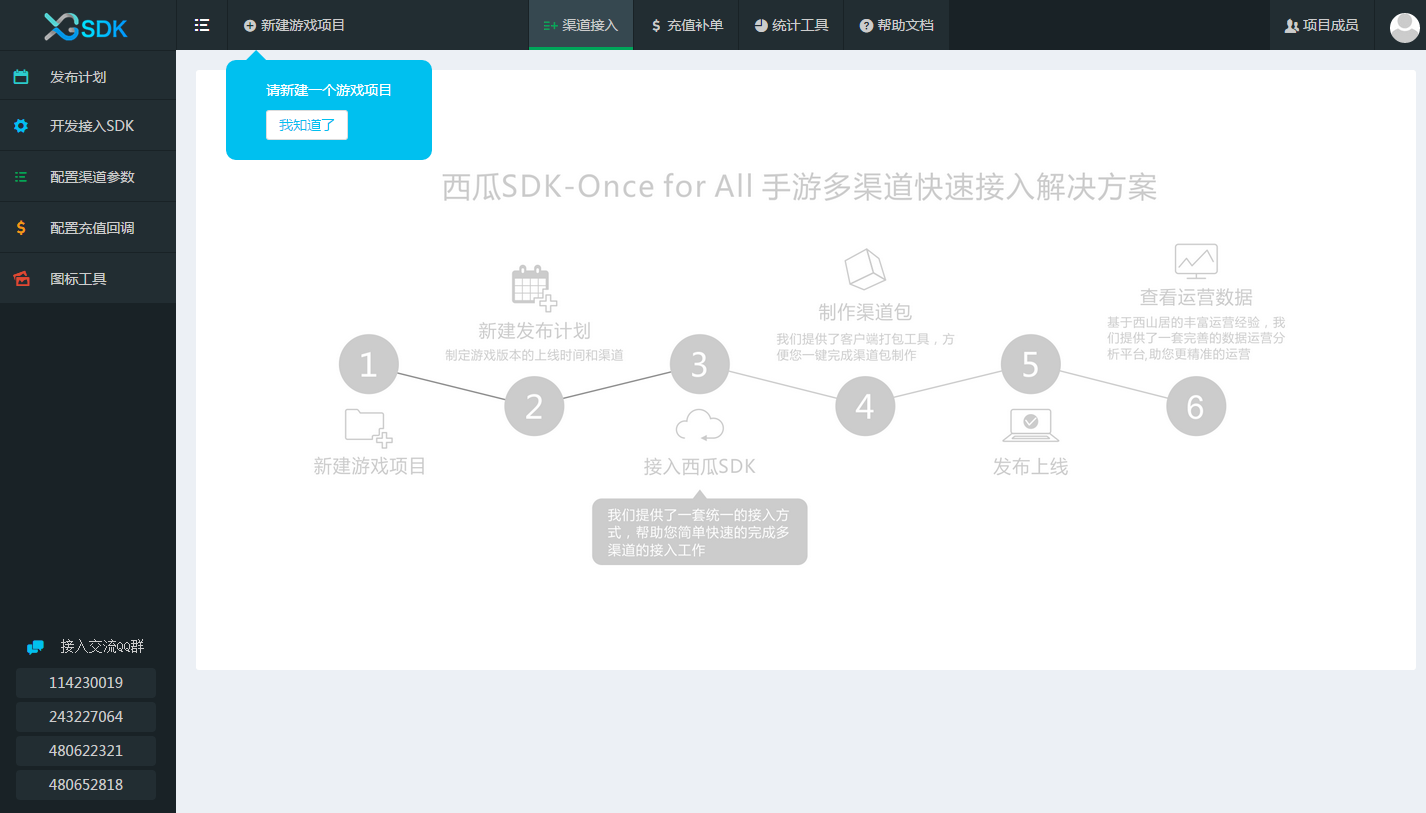 XGSDK
新建游戏项目
渠道接入
充值补单
统计工具
帮助文档
项目成员
发布计划
开发接入SDK
配置渠道参数
配置充值回调
图标工具
请新建一个游戏项目
我知道了
西瓜SDK-Once for All 手游多渠道快速接入解决方案
1
新建游戏项目
新建发布计划
制定游戏版本的上线时间和渠道
2
3
接入西瓜SDK
我们提供了一套统一的接入方
式，帮助您简单快速的完成多
渠道的接入工作
制作渠道包
我们提供了客户端打包工具，方
便您一键完成渠道包制作
4
5
发布上线
查看运营数据
基于西山居的丰富运营经验，我
们提供了一套完善的数据运营分
析平台,助您更精准的运营
6
接入交流QQ群
114230019
243227064
480622321
480652818